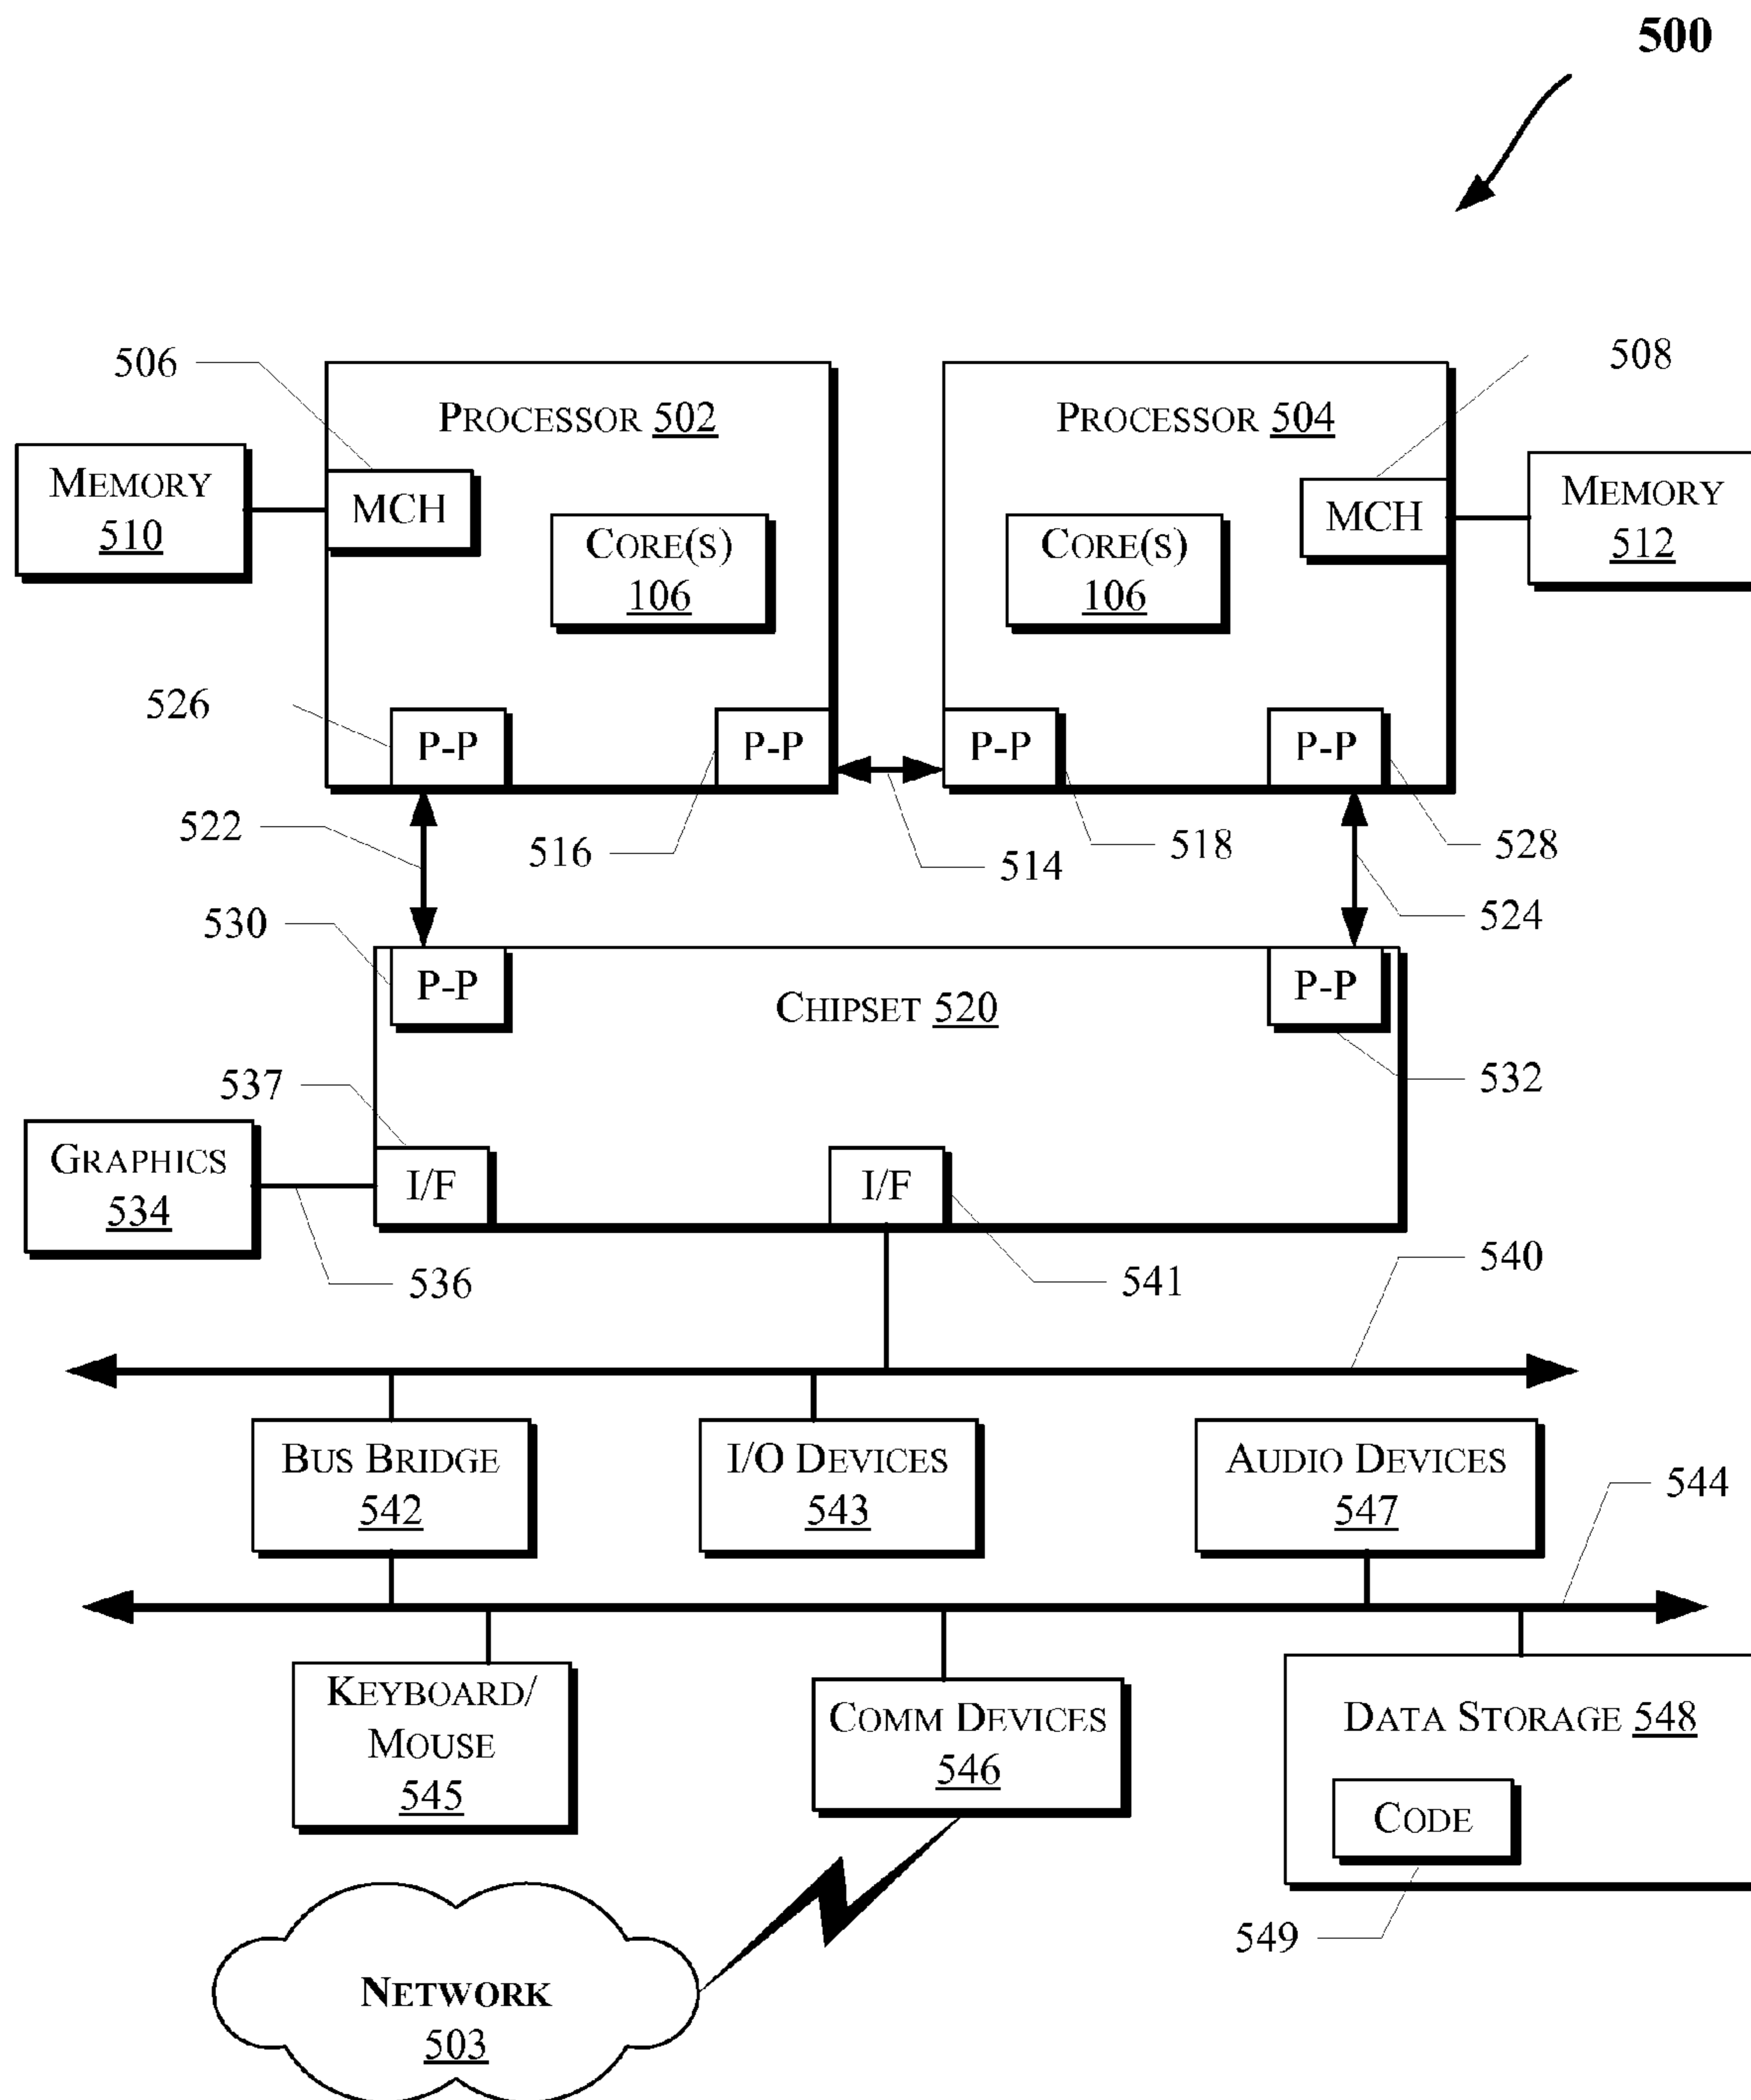 500
506
508
PROCESSOR 502
PROCESSOR 504
MEMORY
510
MCH
MCH
MEMORY
512
CORE(S)
106
CORE(S)
106
526
P-P
P-P
P-P
P-P
522
516
514
518
528
524
530
P-P
CHIPSET 520
P-P
532
537
GRAPHICS
534
I/F
I/F
536
541
540
BUS BRIDGE
542
I/O DEVICES
543
AUDIO DEVICES
547
544
KEYBOARD/
MOUSE
545
COMM DEVICES
546
DATA STORAGE 548
CODE
549
NETWORK
503